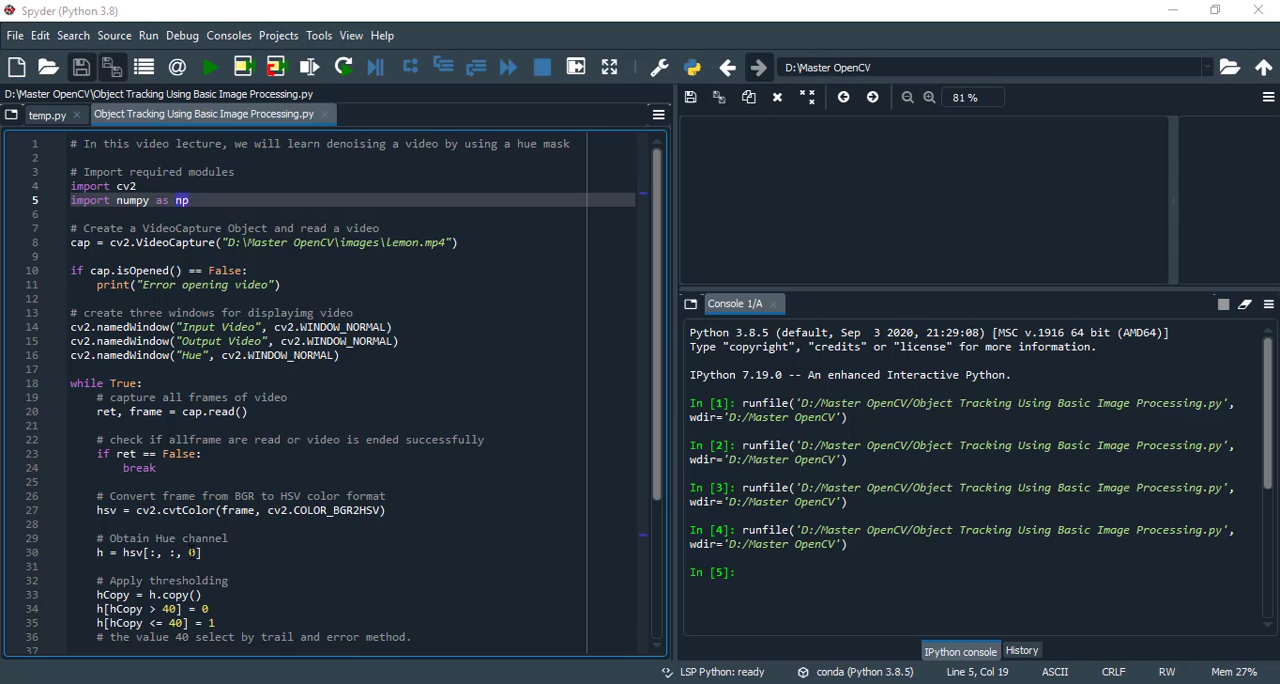 Spyder (Python 3.8)
File Edit Search Source Run Debug Consoles Projects Tools View Help
D:\Master OpenCV
D:\Master OpenCV\Object Tracking Using Basic Image Processing.py
temp.py Object Tracking Using Basic Image Processing.py
1 # In this video lecture, we will learn denoising a video by using a hue mask
2
3 # Import required modules
4 import cv2
5 import numpy as np
6
7 # Create a VideoCapture Object and read a video
8 cap = cv2.VideoCapture("D:\Master OpenCV\images\lemon.mp4")
9
10 if cap.isOpened() == False:
11 print("Error opening video")
12
13 # create three windows for displayimg video
14 cv2.namedWindow("Input Video", cv2.WINDOW_NORMAL)
15 cv2.namedWindow("Output Video", cv2.WINDOW_NORMAL)
16 cv2.namedWindow("Hue", cv2.WINDOW_NORMAL)
17
18 while True:
19 # capture all frames of video
20 ret, frame = cap.read()
21
22 # check if allframe are read or video is ended successfully
23 if ret == False:
24 break
25
26 # Convert frame from BGR to HSV color format
27 hsv = cv2.cvtColor(frame, cv2.COLOR_BGR2HSV)
28
29 # Obtain Hue channel
30 h = hsv[:, :, 0]
31
32 # Apply thresholding
33 hCopy = h.copy()
34 h[hCopy > 40] = 0
35 h[hCopy <= 40] = 1
36 # the value 40 select by trail and error method.
37
81 %
Console 1/A
Python 3.8.5 (default, Sep 3 2020, 21:29:08) [MSC v.1916 64 bit (AMD64)]
Type "copyright", "credits" or "license" for more information.
IPython 7.19.0 -- An enhanced Interactive Python.
In [1]: runfile('D:/Master OpenCV/Object Tracking Using Basic Image Processing.py',
wdir='D:/Master OpenCV')
In [2]: runfile('D:/Master OpenCV/Object Tracking Using Basic Image Processing.py',
wdir='D:/Master OpenCV')
In [3]: runfile('D:/Master OpenCV/Object Tracking Using Basic Image Processing.py',
wdir='D:/Master OpenCV')
In [4]: runfile('D:/Master OpenCV/Object Tracking Using Basic Image Processing.py',
wdir='D:/Master OpenCV')
In [5]:
IPython console History
LSP Python: ready conda (Python 3.8.5) Line 5, Col 19 ASCII CRLF RW Mem 27%